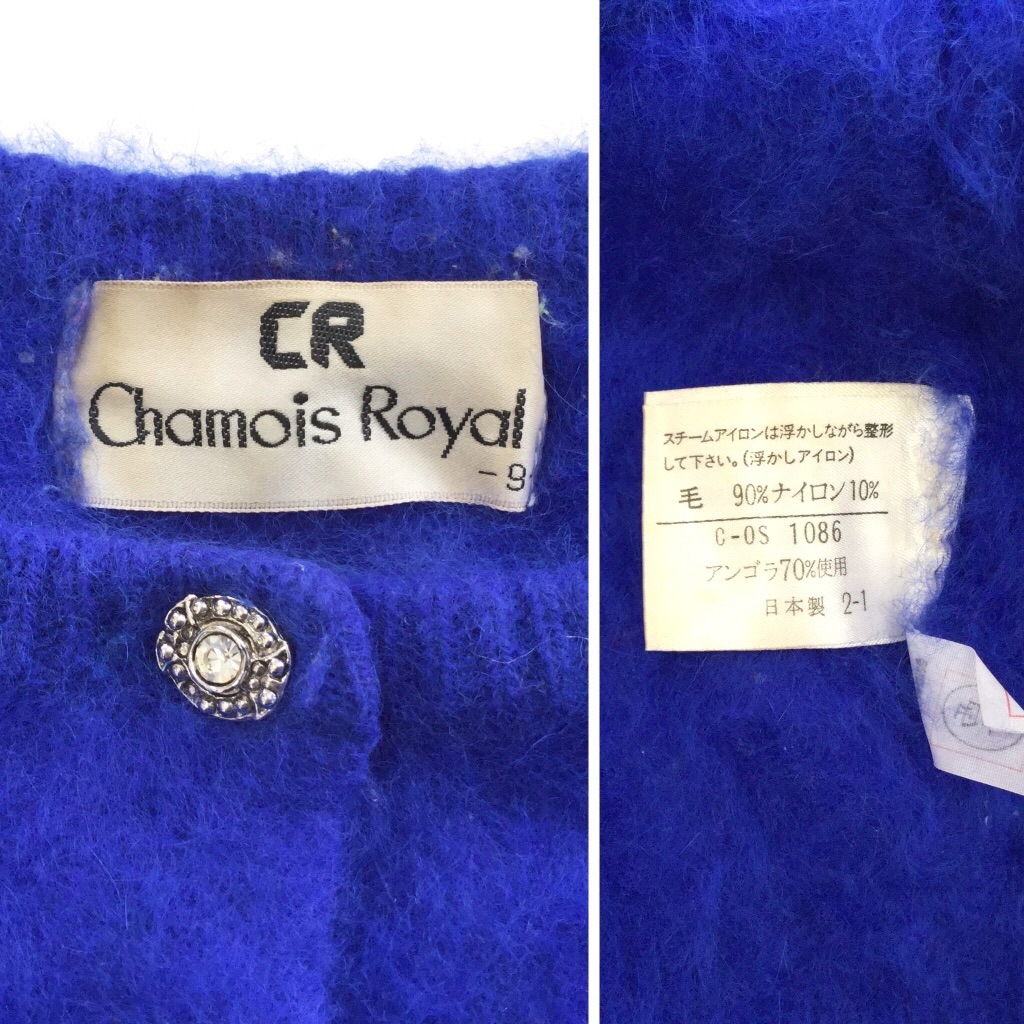 CR
Chamois Royal
-9
スチームアイロンは浮かしながら整形
して下さい。(浮かしアイロン)
毛 90%ナイロン10%
C-OS 1086
アンゴラ70%使用
日本製 2-1